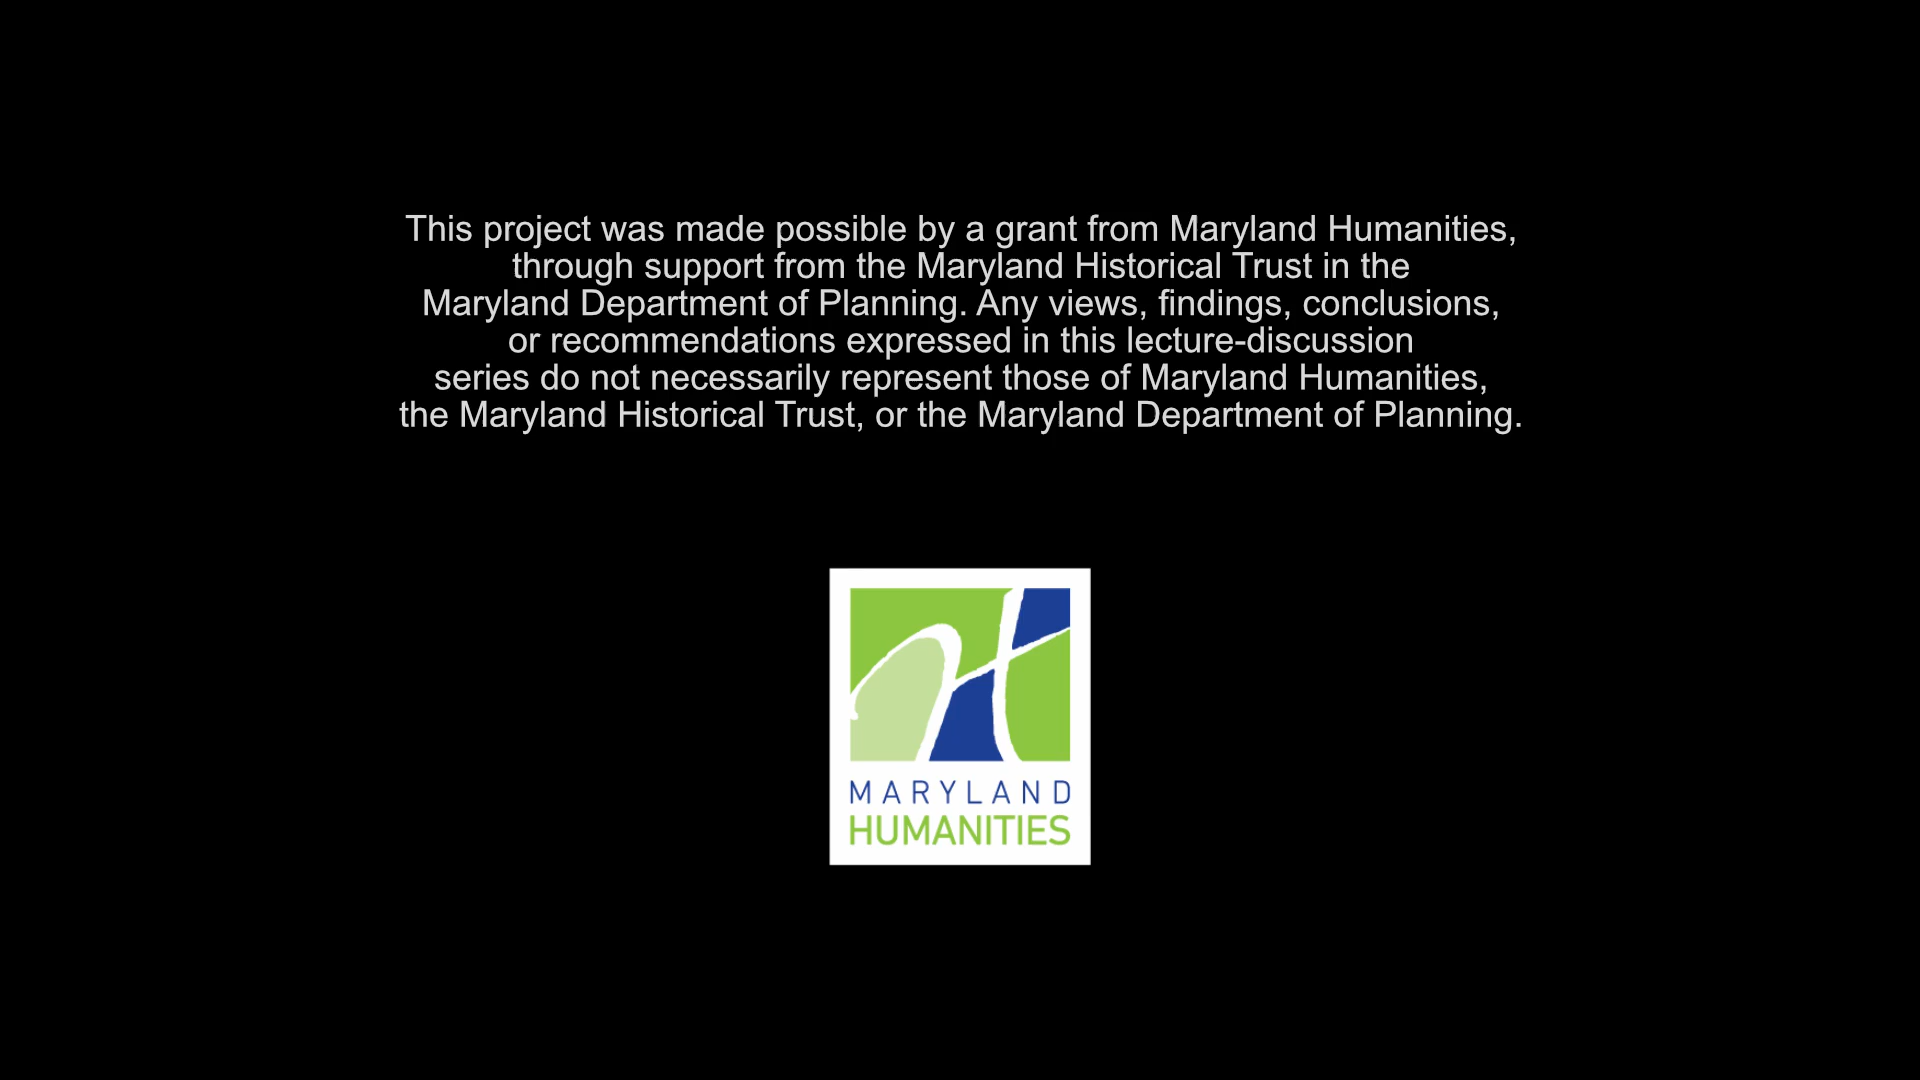 This project was made possible by a grant from Maryland Humanities,
through support from the Maryland Historical Trust in the
Maryland Department of Planning. Any views, findings, conclusions,
or recommendations expressed in this lecture-discussion
series do not necessarily represent those of Maryland Humanities,
the Maryland Historical Trust, or the Maryland Department of Planning.
MARYLAND
HUMANITIES